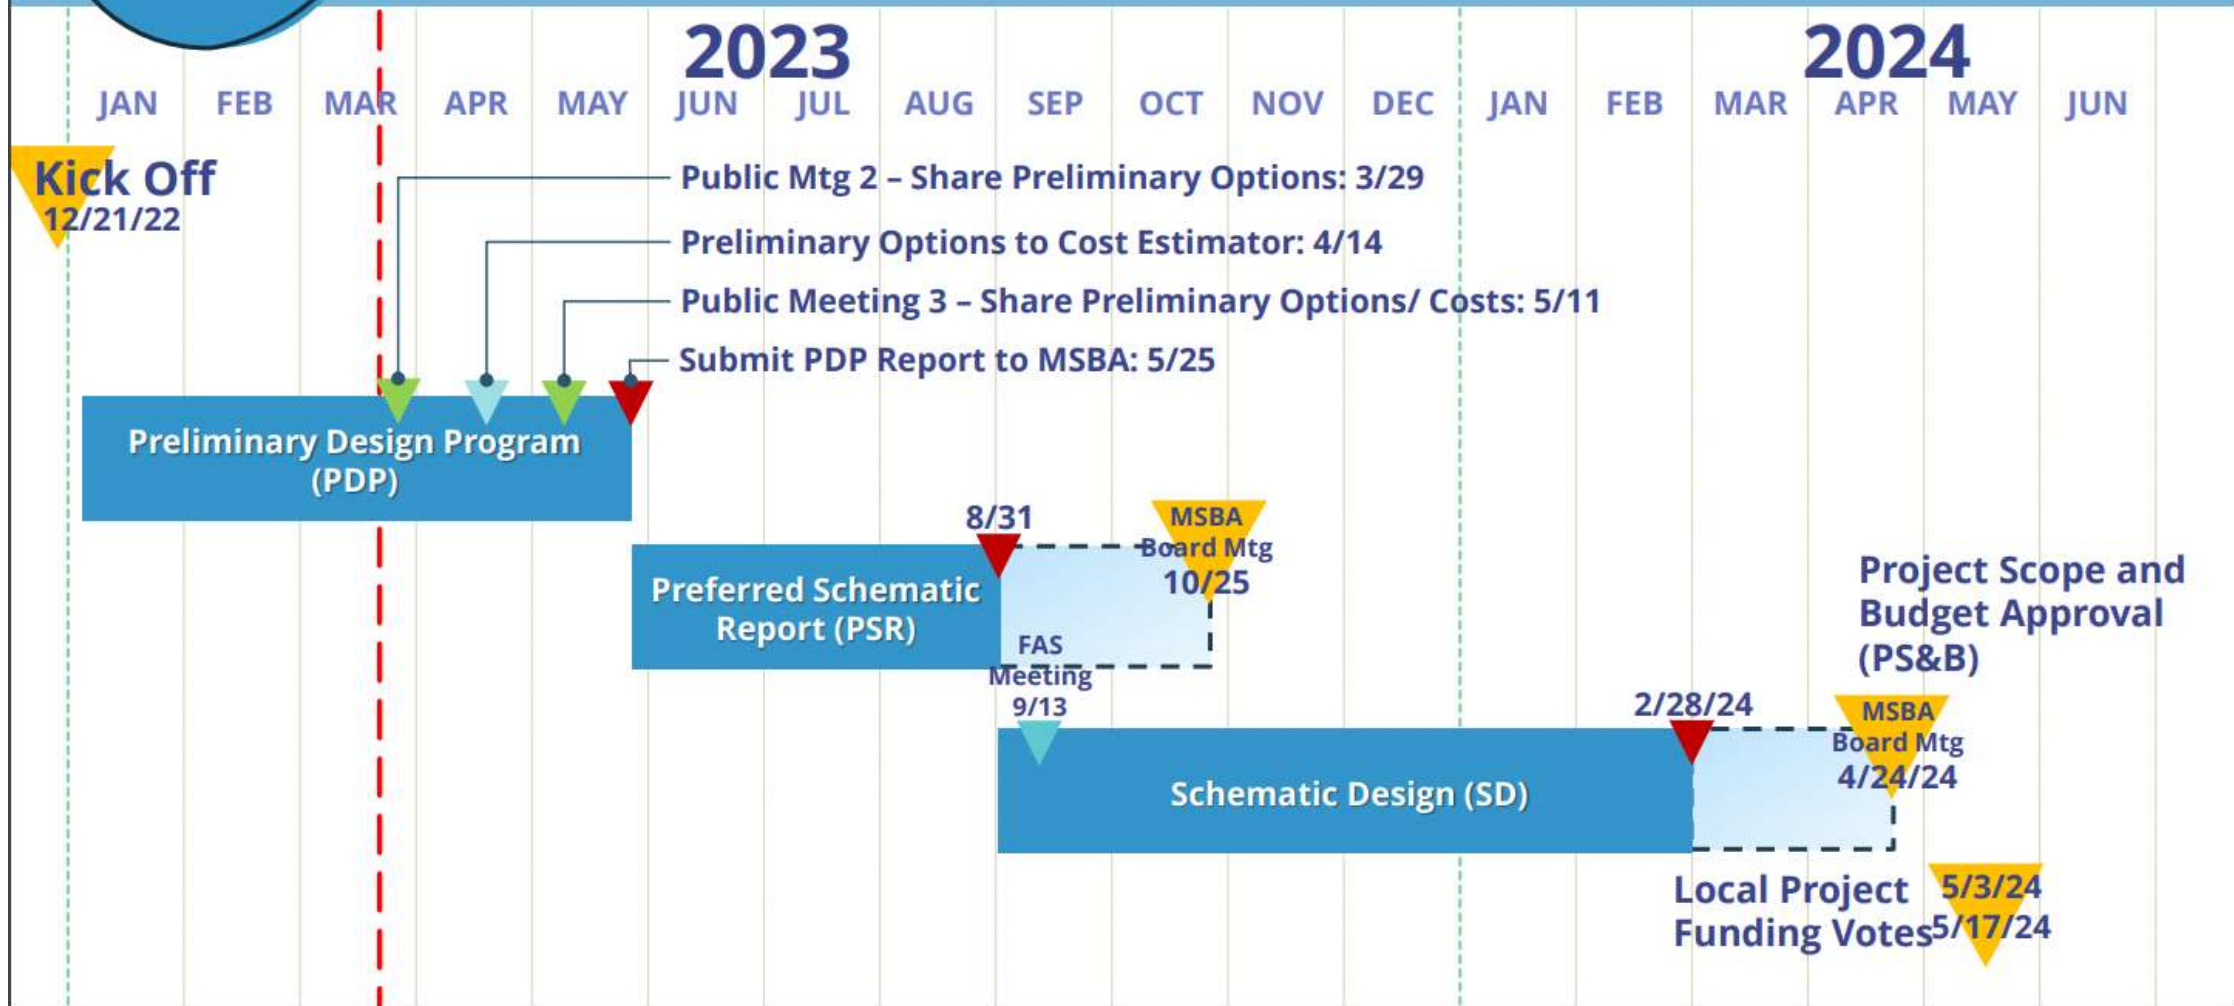 2023
2024
JAN FEB MAR APR MAY JUN JUL AUG SEP OCT NOV DEC JAN FEB MAR APR MAY JUN
Kick Off
12/21/22
Public Mtg 2 – Share Preliminary Options: 3/29
Preliminary Options to Cost Estimator: 4/14
Public Meeting 3 – Share Preliminary Options/ Costs: 5/11
Submit PDP Report to MSBA: 5/25
Preliminary Design Program
(PDP)
8/31
MSBA
Board Mtg
10/25
Preferred Schematic
Report (PSR)
FAS
Meeting
9/13
Project Scope and
Budget Approval
(PS&B)
2/28/24
MSBA
Board Mtg
4/24/24
Schematic Design (SD)
Local Project
Funding Votes
5/3/24
5/17/24